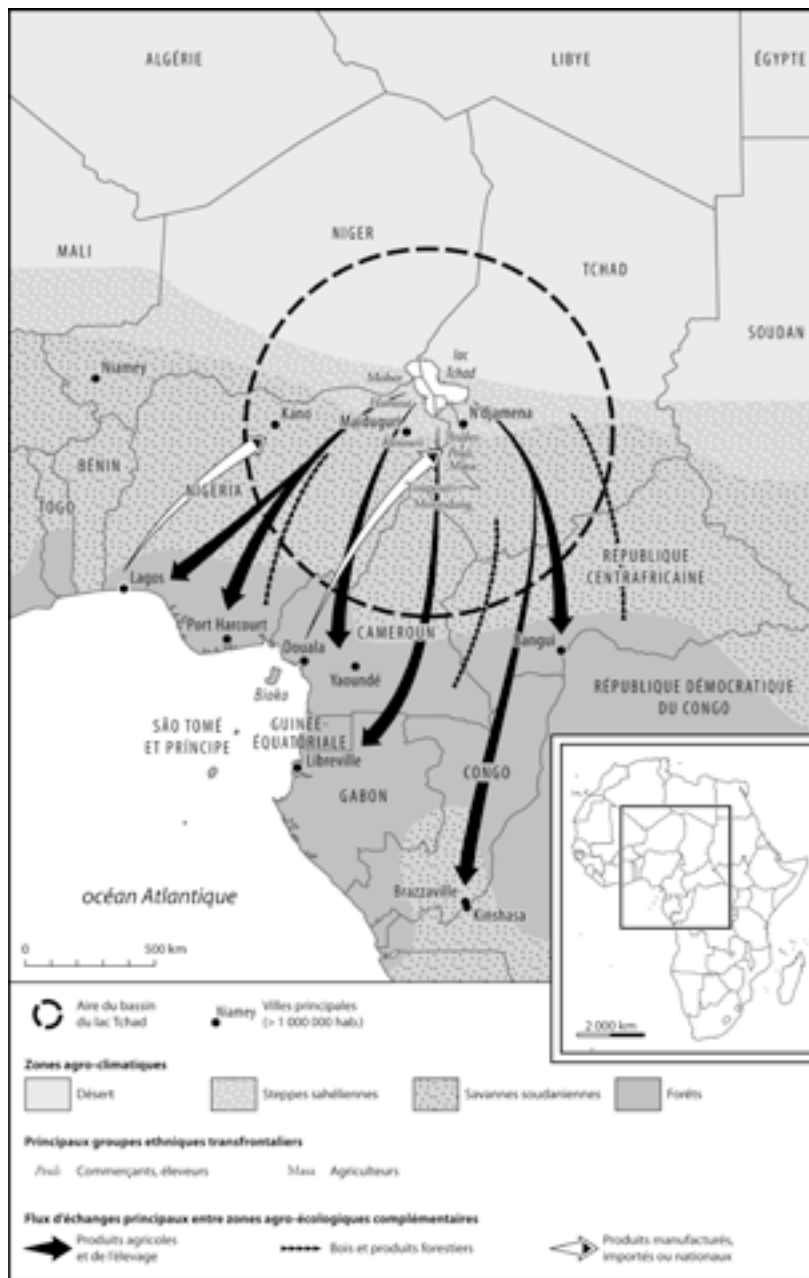 ALGÉRIE
LIBYE
ÉGYPTE
NIGER
MALI
TCHAD
SOUDAN
lac
Tchad
Niamey
Kano
Maiduguri
N'djamena
BÉNIN
NIGÉRIA
TOGO
RÉPUBLIQUE
CENTRAFRICAINE
Lagos
Port Harcourt
Douala
CAMEROUN
Bangui
Yaoundé
Bioko
RÉPUBLIQUE DÉMOCRATIQUE
DU CONGO
SÃO TOMÉ
ET PRÍNCIPE
GUINÉE-
ÉQUATORIALE
Libreville
GABON
CONGO
océan Atlantique
Brazzaville
Kinshasa
0 500 km
2 000 km
Aire du bassin
du lac Tchad
Niamey Villes principales
(> 1 000 000 hab.)
Zones agro-climatiques
Désert Steppes sahéliennes Savannes soudaniennes Forêts
Principaux groupes ethniques transfrontaliers
Peuls Commerçants, éleveurs Masa Agriculteurs
Flux d'échanges principaux entre zones agro-écologiques complémentaires
Produits agricoles
et de l'élevage
Bois et produits forestiers
Produits manufacturés,
importés ou nationaux